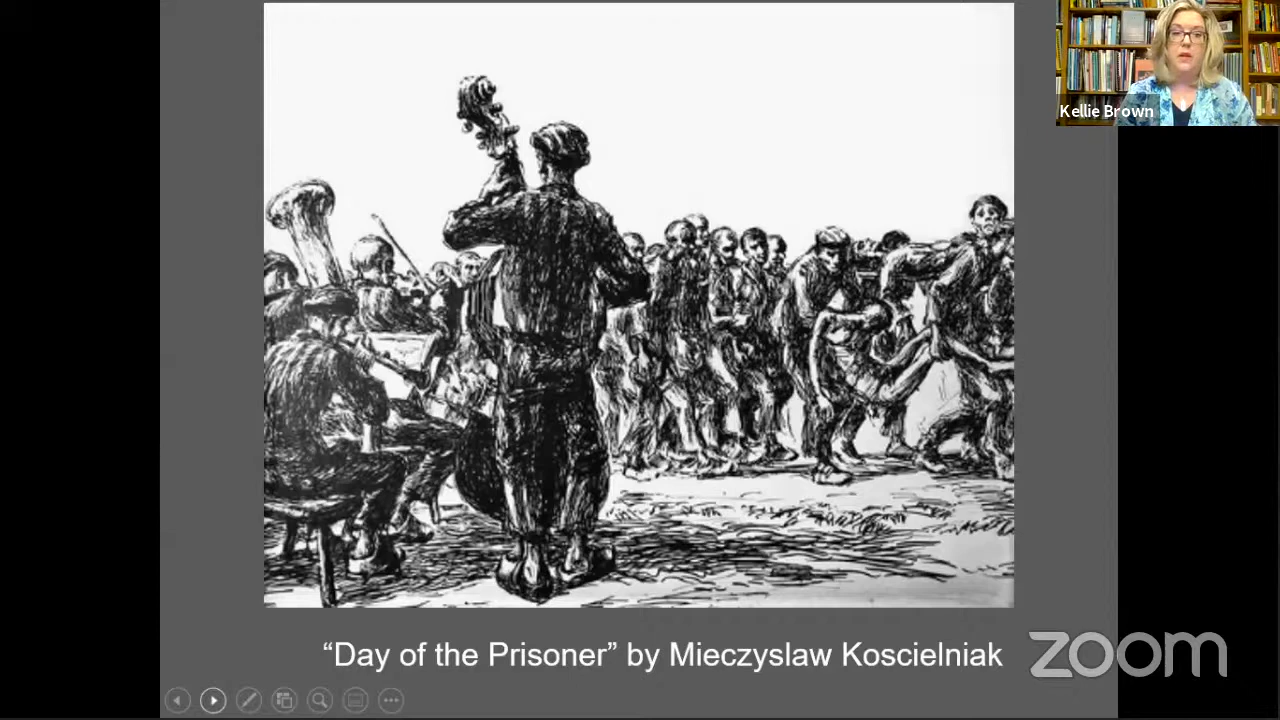 Kellie Brown
“Day of the Prisoner” by Mieczyslaw Koscielniak
zoom